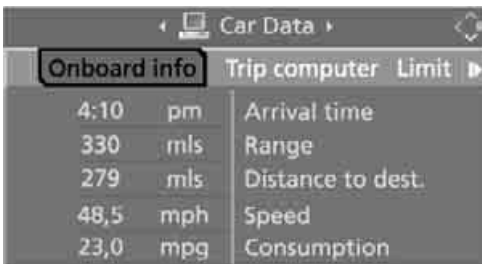 Car Data
Onboard info Trip computer Limit
4:10 pm Arrival time
330 mls Range
279 mls Distance to dest.
48,5 mph Speed
23,0 mpg Consumption